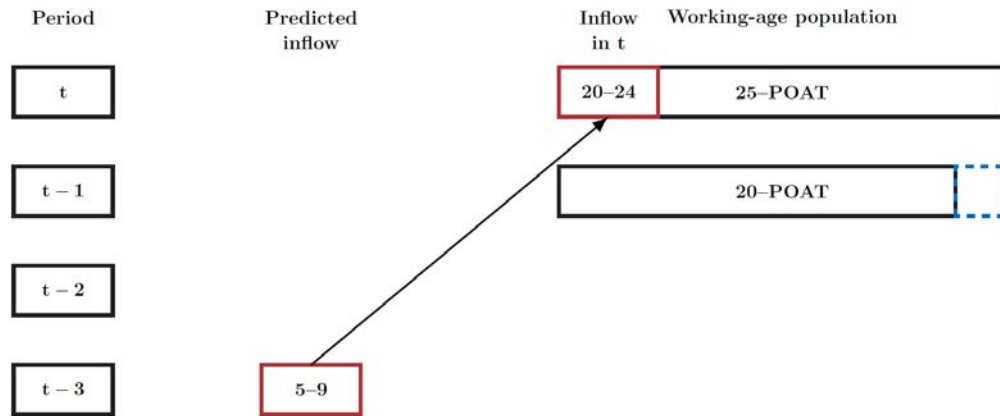 Period Predicted Inflow Working-age population
inflow in t
t 20–24 25–POAT
t − 1 20–POAT
t − 2
t − 3 5–9